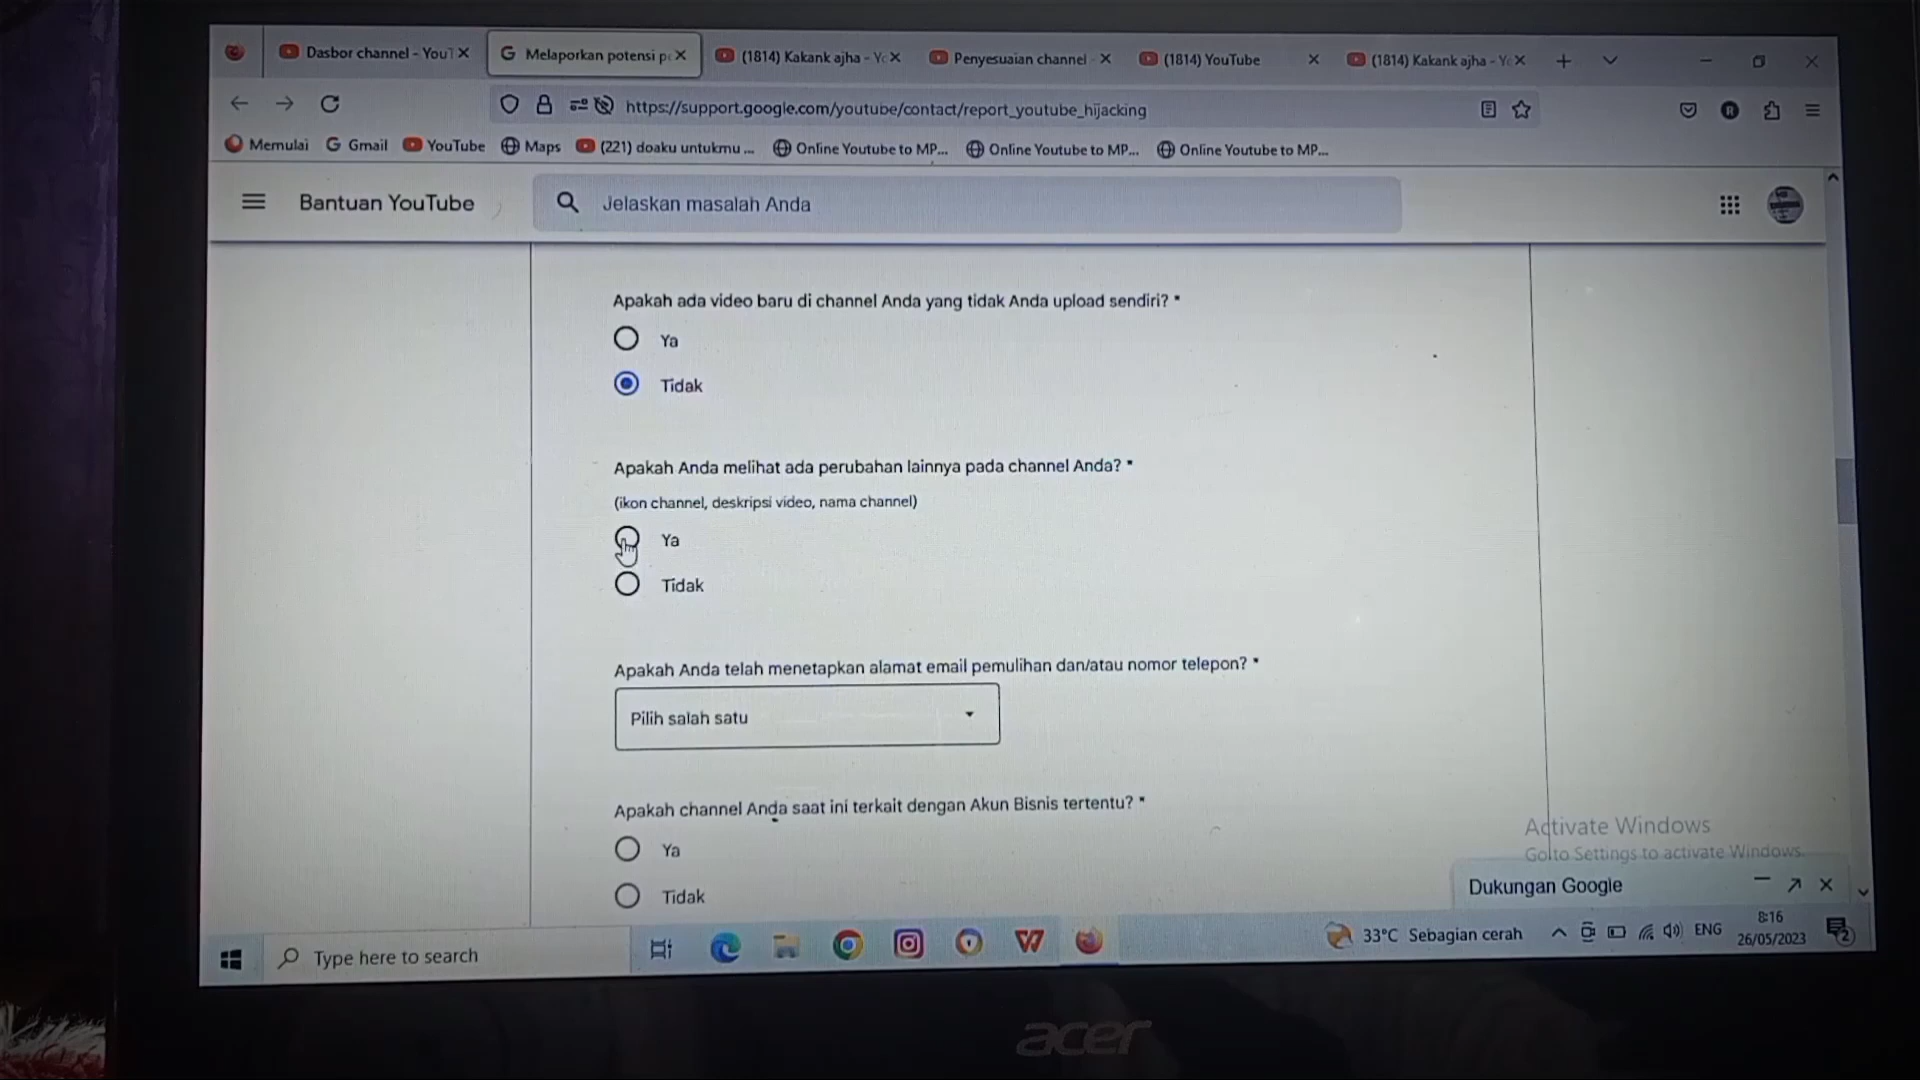 Dasbor channel - YouT
Melaporkan potensi p
(1814) Kakank ajha - Yo
Penyesuaian channel -
(1814) YouTube
(1814) Kakank ajha - Yo
https://support.google.com/youtube/contact/report_youtube_hijacking
Memulai
Gmail
YouTube
Maps
(221) doaku untukmu ...
Online Youtube to MP...
Online Youtube to MP...
Online Youtube to MP...
Bantuan YouTube
Jelaskan masalah Anda
Apakah ada video baru di channel Anda yang tidak Anda upload sendiri? *
Ya
Tidak
Apakah Anda melihat ada perubahan lainnya pada channel Anda? *
(ikon channel, deskripsi video, nama channel)
Ya
Tidak
Apakah Anda telah menetapkan alamat email pemulihan dan/atau nomor telepon? *
Pilih salah satu
Apakah channel Anda saat ini terkait dengan Akun Bisnis tertentu? *
Ya
Tidak
Activate Windows
Go to Settings to activate Windows.
Dukungan Google
Type here to search
33°C Sebagian cerah
ENG
8:16
26/05/2023
2
acer